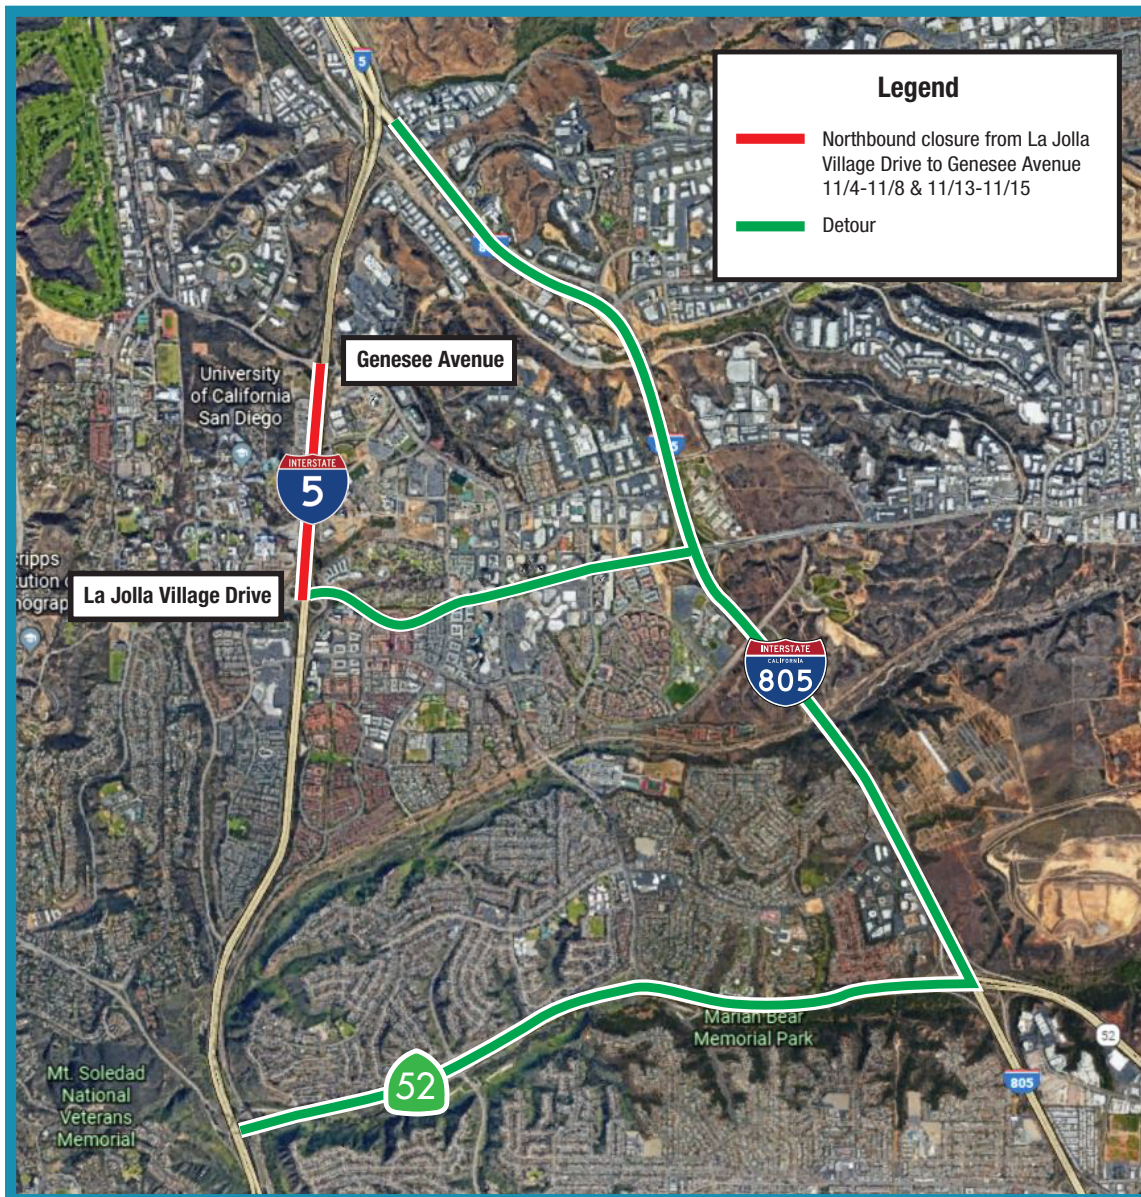 5
Legend
Northbound closure from La Jolla
Village Drive to Genesee Avenue
11/4-11/8 & 11/13-11/15
Detour
Genesee Avenue
University
of California
San Diego
INTERSTATE
5
La Jolla Village Drive
INTERSTATE
CALIFORNIA
805
Marian Bear
Memorial Park
52
805
52
Mt. Soledad
National
Veterans
Memorial